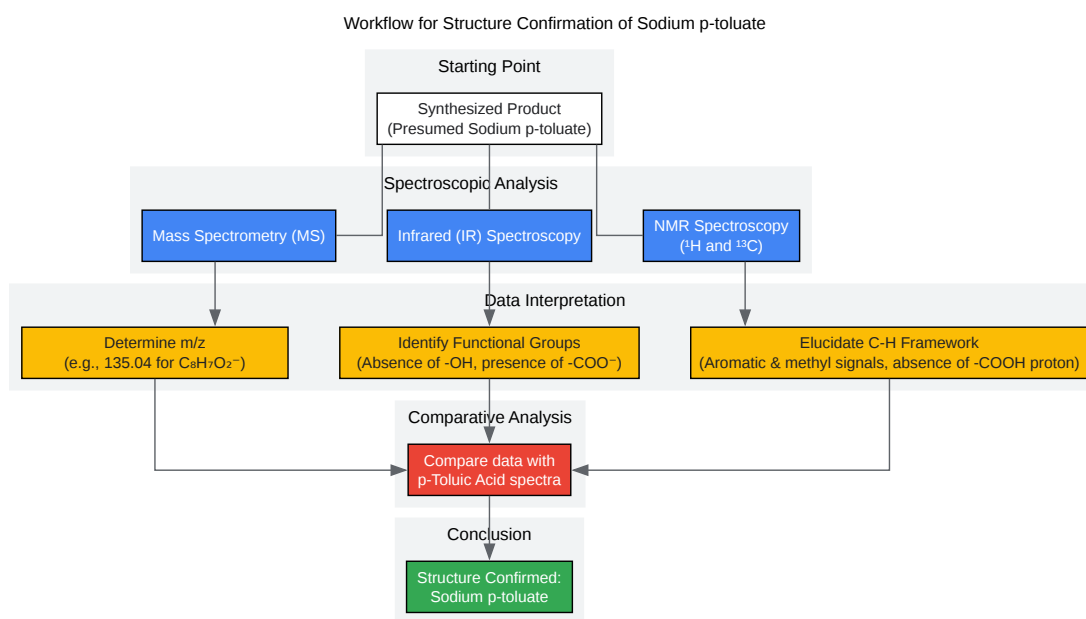 Workflow for Structure Confirmation of Sodium p-toluate
Starting Point
Synthesized Product
(Presumed Sodium p-toluate)
Spectroscopic Analysis
Mass Spectrometry (MS)
Infrared (IR) Spectroscopy
NMR Spectroscopy
(¹H and ¹³C)
Data Interpretation
Determine m/z
(e.g., 135.04 for C₈H₇O₂⁻)
Identify Functional Groups
(Absence of -OH, presence of -COO⁻)
Elucidate C-H Framework
(Aromatic & methyl signals, absence of -COOH proton)
Comparative Analysis
Compare data with
p-Toluic Acid spectra
Conclusion
Structure Confirmed:
Sodium p-toluate